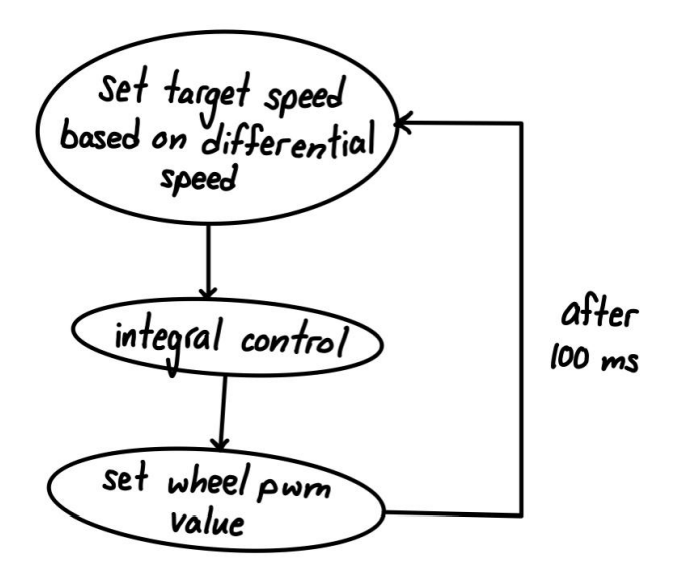 set target speed
based on differential
speed
integral control
after
100 ms
set wheel pwm
value